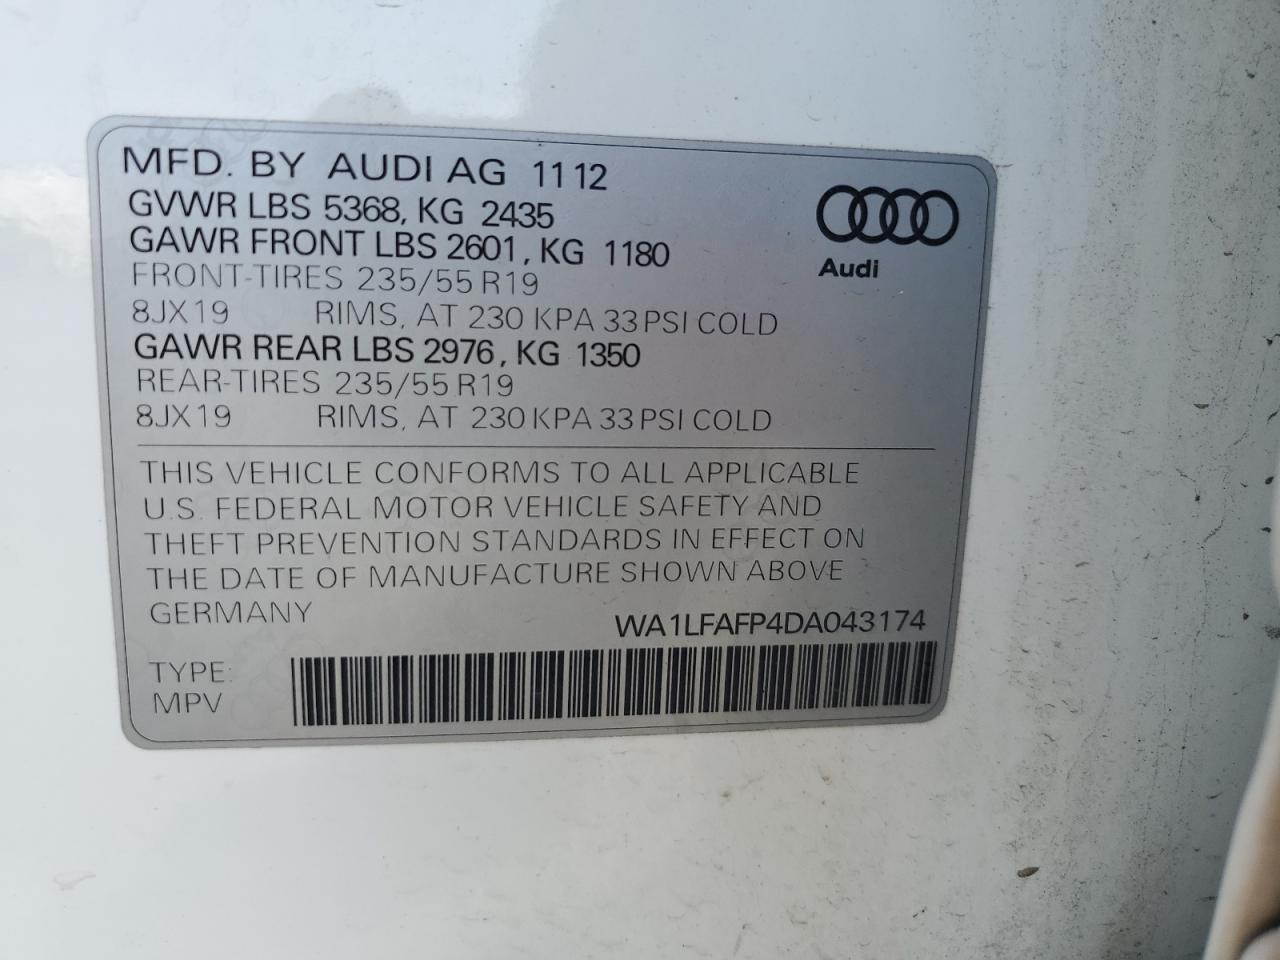 MFD. BY AUDI AG 11 12
GVWR LBS 5368, KG 2435
GAWR FRONT LBS 2601, KG 1180
FRONT-TIRES 235/55 R19
8JX19 RIMS, AT 230 KPA 33 PSI COLD
GAWR REAR LBS 2976, KG 1350
REAR-TIRES 235/55 R19
8JX19 RIMS, AT 230 KPA 33 PSI COLD
Audi
THIS VEHICLE CONFORMS TO ALL APPLICABLE
U.S. FEDERAL MOTOR VEHICLE SAFETY AND
THEFT PREVENTION STANDARDS IN EFFECT ON
THE DATE OF MANUFACTURE SHOWN ABOVE
GERMANY
WA1LFAFP4DA043174
TYPE:
MPV